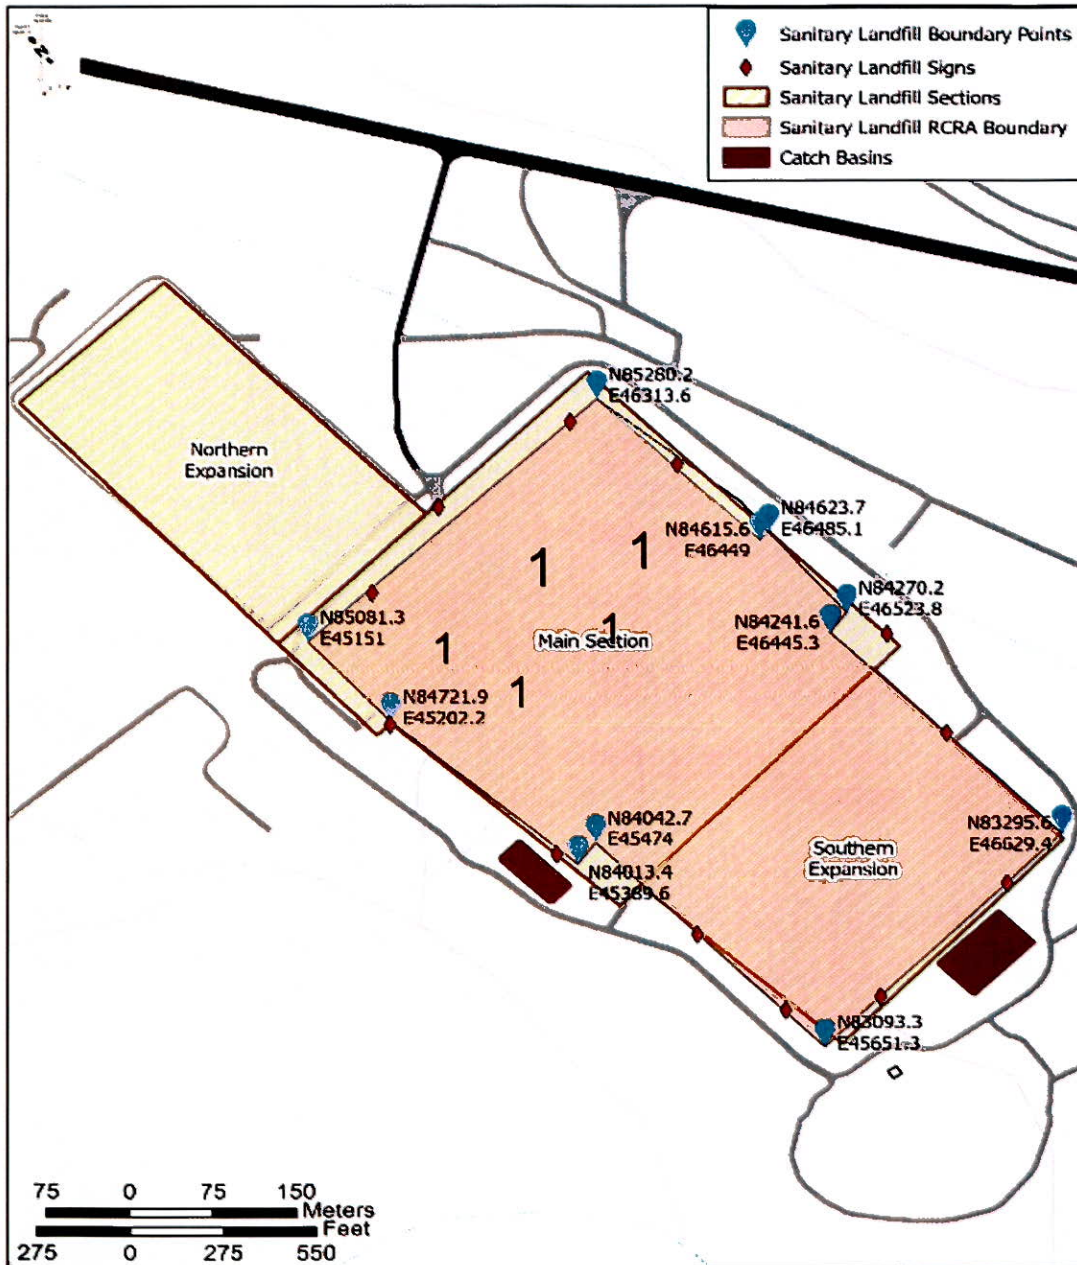 Sanitary Landfill Boundary Points
Sanitary Landfill Signs
Sanitary Landfill Sections
Sanitary Landfill RCRA Boundary
Catch Basins
N85280.2
E46313.6
Northern
Expansion
N84623.7
E46485.1
N84615.6
E46449
1
1
N84270.2
E46523.8
N85081.3
E45151
N84241.6
E46445.3
1
Main Section
1
1
N84721.9
E45202.2
N84042.7
E45474
N83295.6
E46629.4
Southern
Expansion
N84013.4
E45389.6
N83093.3
E45651.3
75 0 75 150
Meters
Feet
275 0 275 550